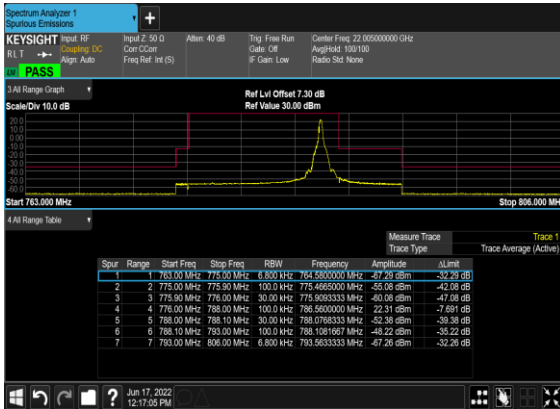 Spectrum Analyzer 1
Spurious Emissions
+
KEYSIGHT Input: RF Input Z: 50 Ω Atten: 40 dB Trig: Free Run Center Freq: 22.005000000 GHz
RLT Coupling: DC Corr CCorr Gate: Off Avg|Hold: 100/100
Align: Auto Freq Ref: Int (S) IF Gain: Low Radio Std: None
PASS
3 All Range Graph
Ref Lvl Offset 7.30 dB
Scale/Div 10.0 dB Ref Value 30.00 dBm
20.0
10.0
0.00
-10.0
-20.0
-30.0
-40.0
-50.0
-60.0
Start 763.000 MHz Stop 806.000 MH
4 All Range Table
Measure Trace Trace 1
Trace Type Trace Average (Active)
Spur Range Start Freq Stop Freq RBW Frequency Amplitude ΔLimit
1 1 763.00 MHz 775.00 MHz 6.800 kHz 764.5800000 MHz -67.29 dBm -32.29 dB
2 2 775.00 MHz 775.90 MHz 100.0 kHz 775.4665000 MHz -55.08 dBm -42.08 dB
3 3 775.90 MHz 776.00 MHz 30.00 kHz 775.9093333 MHz -60.08 dBm -47.08 dB
4 4 776.00 MHz 788.00 MHz 100.0 kHz 786.5600000 MHz 22.31 dBm -7.691 dB
5 5 788.00 MHz 788.10 MHz 30.00 kHz 788.0768333 MHz -52.38 dBm -39.38 dB
6 6 788.10 MHz 793.00 MHz 100.0 kHz 788.1081667 MHz -48.22 dBm -35.22 dB
7 7 793.00 MHz 806.00 MHz 6.800 kHz 793.5633333 MHz -67.26 dBm -32.26 dB
? Jun 17, 2022
12:17:05 PM